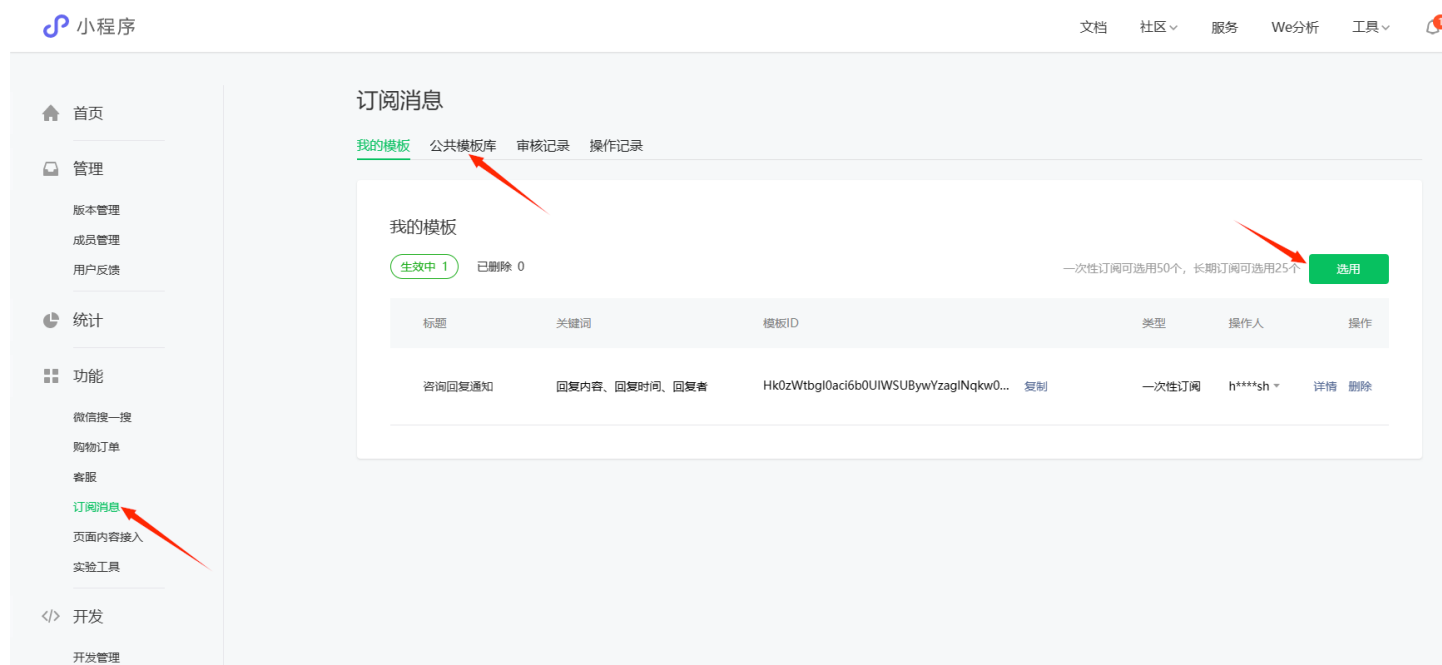 小程序
文档 社区 服务 We分析 工具
首页
管理
版本管理
成员管理
用户反馈
统计
功能
微信搜一搜
购物订单
客服
订阅消息
页面内容接入
实验工具
开发
开发管理
订阅消息
我的模板 公共模板库 审核记录 操作记录
我的模板
生效中 1 已删除 0
一次性订阅可选用50个，长期订阅可选用25个 选用
标题 关键词 模板ID 类型 操作人 操作
咨询回复通知 回复内容、回复时间、回复者 Hk0zWtbgI0aci6b0UIWSUBywYzagINqkw0... 复制 一次性订阅 h****sh 详情 删除